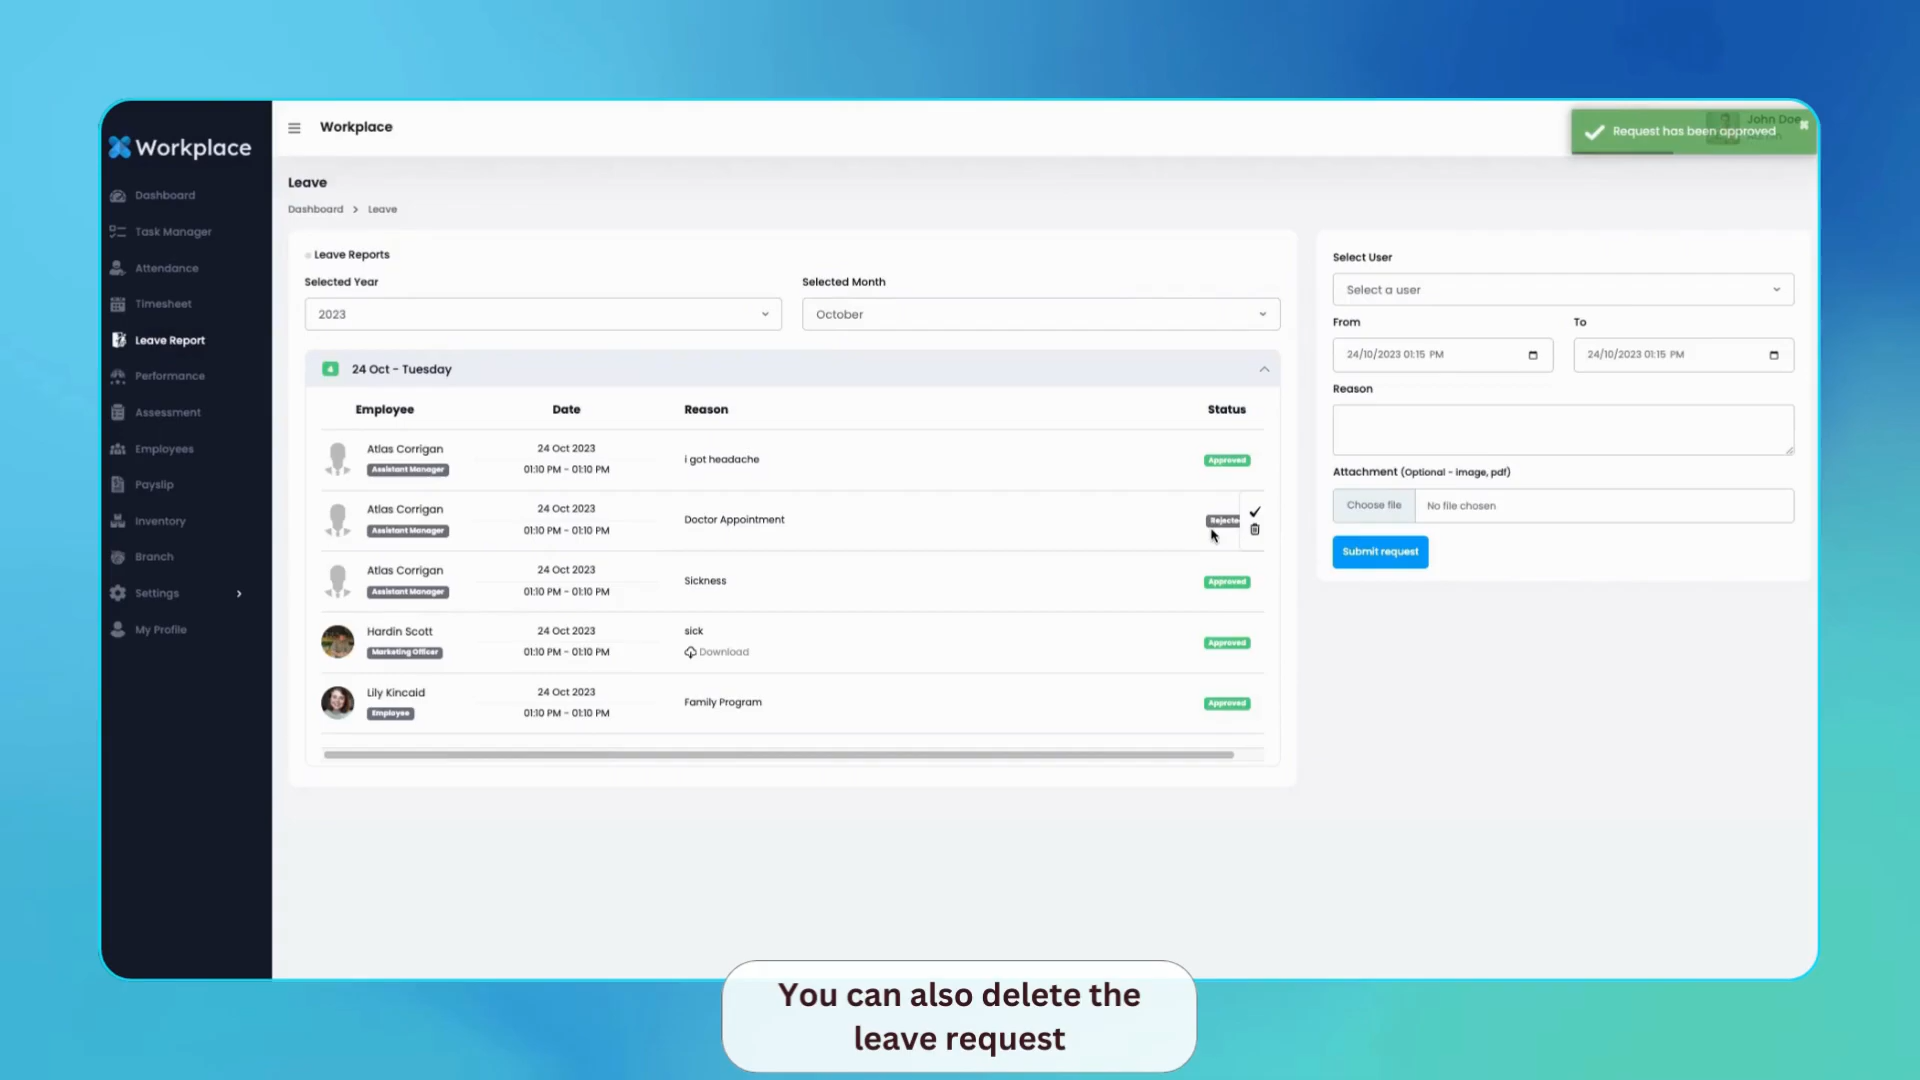 Workplace
Workplace
Request has been approved
John Doe
Dashboard
Task Manager
Attendance
Timesheet
Leave Report
Performance
Assessment
Employees
Payslip
Inventory
Branch
Settings
My Profile
Leave
Dashboard > Leave
Leave Reports
Selected Year
Selected Month
2023
October
4 24 Oct - Tuesday
Employee Date Reason Status
Atlas Corrigan
Assistant Manager
24 Oct 2023
01:10 PM - 01:10 PM
i got headache
Approved
Atlas Corrigan
Assistant Manager
24 Oct 2023
01:10 PM - 01:10 PM
Doctor Appointment
Rejecte
Atlas Corrigan
Assistant Manager
24 Oct 2023
01:10 PM - 01:10 PM
Sickness
Approved
Hardin Scott
Marketing Officer
24 Oct 2023
01:10 PM - 01:10 PM
sick
Download
Approved
Lily Kincaid
Employee
24 Oct 2023
01:10 PM - 01:10 PM
Family Program
Approved
Select User
Select a user
From
To
24/10/2023 01:15 PM
24/10/2023 01:15 PM
Reason
Attachment (Optional - image, pdf)
Choose file
No file chosen
Submit request
You can also delete the
leave request